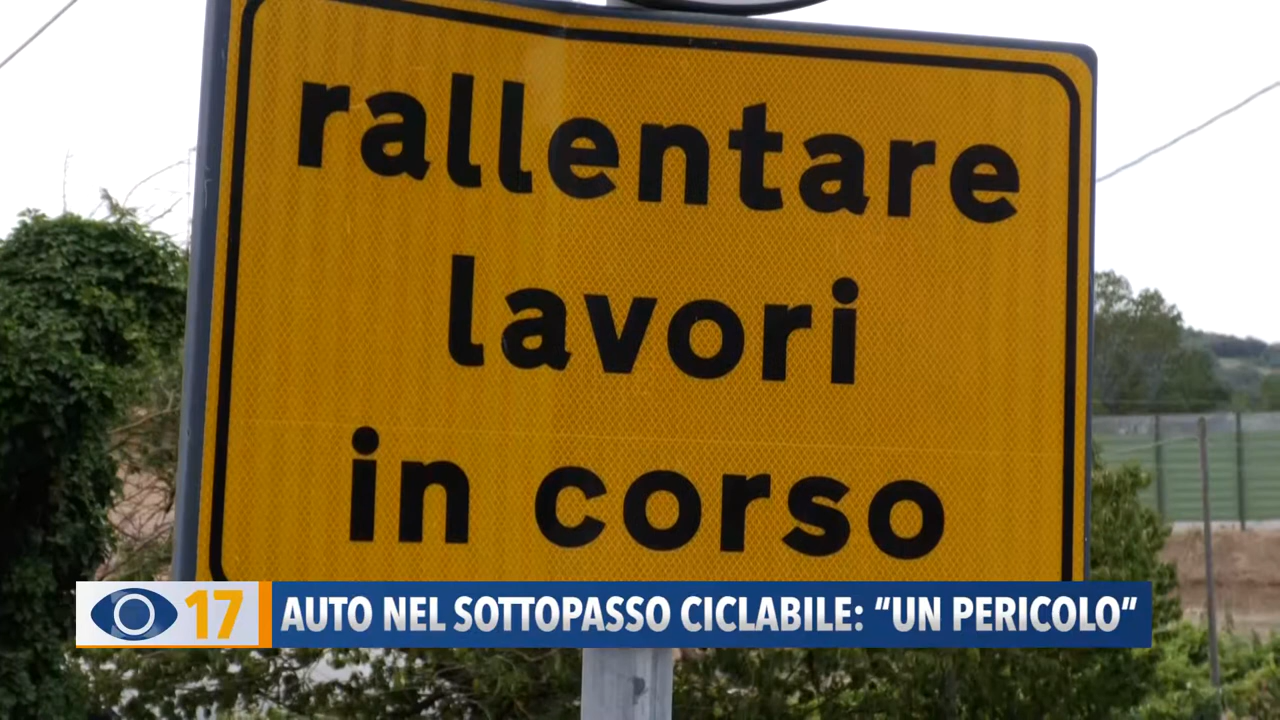 rallentare
lavori
in corso
17
AUTO NEL SOTTOPASSO CICLABILE: “UN PERICOLO“